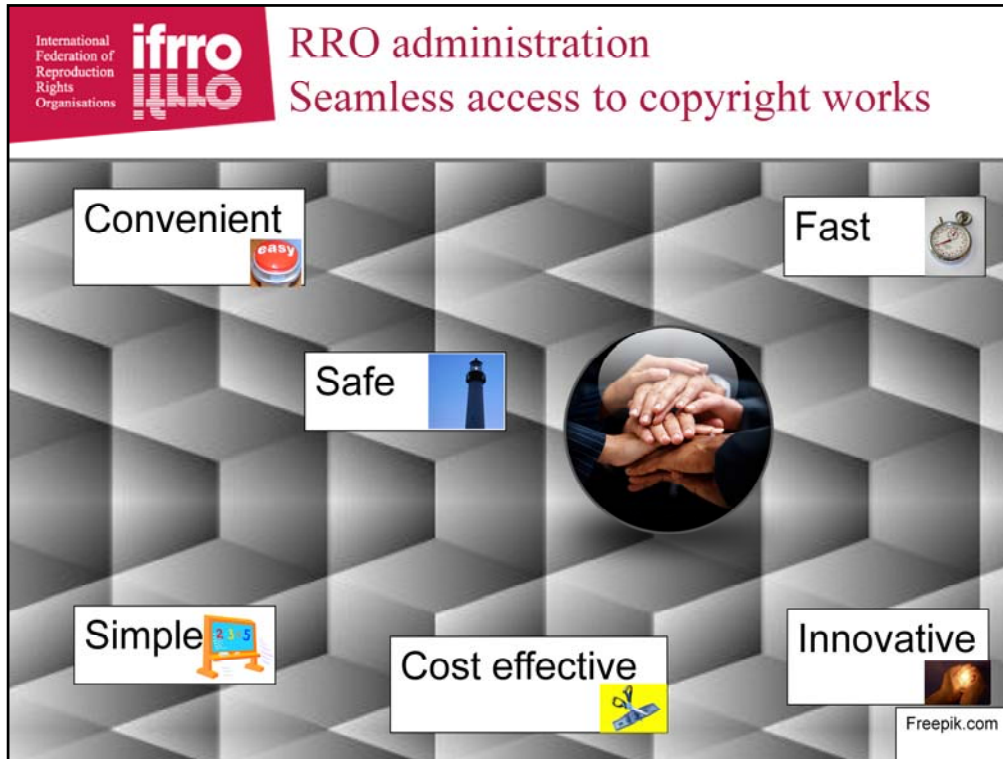 International
Federation of
Reproduction
Rights
Organisations
ifrro
RRO administration
Seamless access to copyright works
Convenient
easy
Fast
Safe
Simple
2 3 5
Cost effective
Innovative
Freepik.com